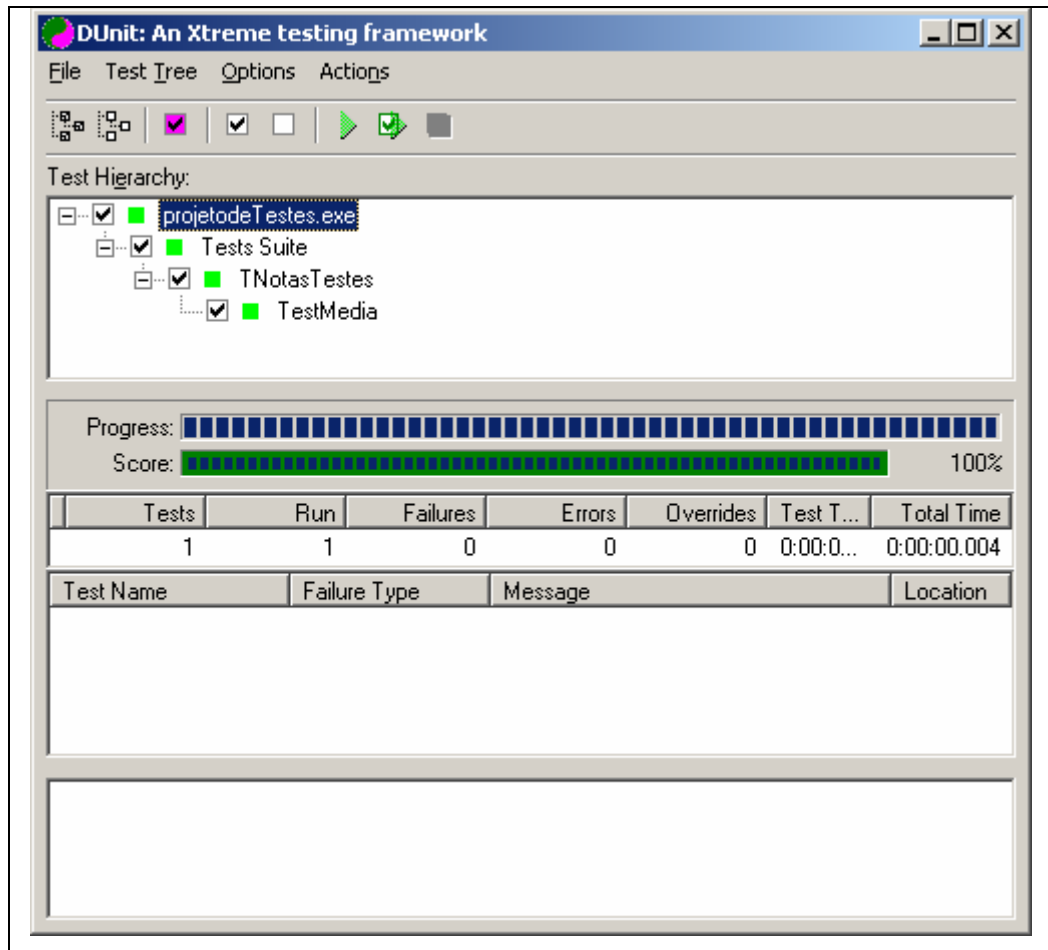 DUnit: An Xtreme testing framework
File Test Tree Options Actions
Test Hierarchy:
projetodeTestes.exe
Tests Suite
TNotasTestes
TestMedia
Progress:
Score: 100%
Tests Run Failures Errors Overrides Test T... Total Time
1 1 0 0 0 0:00:0... 0:00:00.004
Test Name Failure Type Message Location